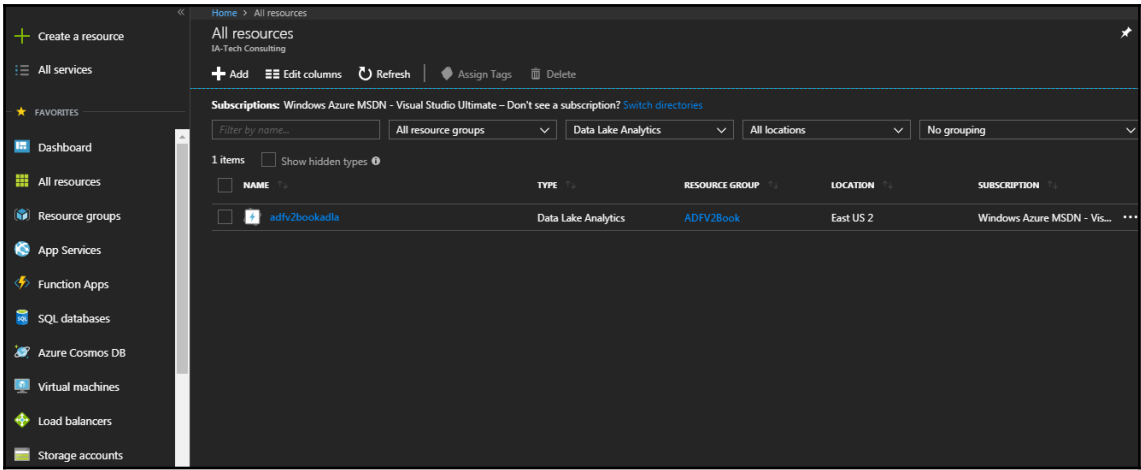 Home > All resources
Create a resource
All services
FAVORITES
Dashboard
All resources
Resource groups
App Services
Function Apps
SQL databases
Azure Cosmos DB
Virtual machines
Load balancers
Storage accounts
All resources
IA-Tech Consulting
Add Edit columns Refresh Assign Tags Delete
Subscriptions: Windows Azure MSDN - Visual Studio Ultimate – Don't see a subscription? Switch directories
Filter by name... All resource groups Data Lake Analytics All locations No grouping
1 items Show hidden types
NAME TYPE RESOURCE GROUP LOCATION SUBSCRIPTION
adfv2bookadla Data Lake Analytics ADFV2Book East US 2 Windows Azure MSDN - Vis... ...